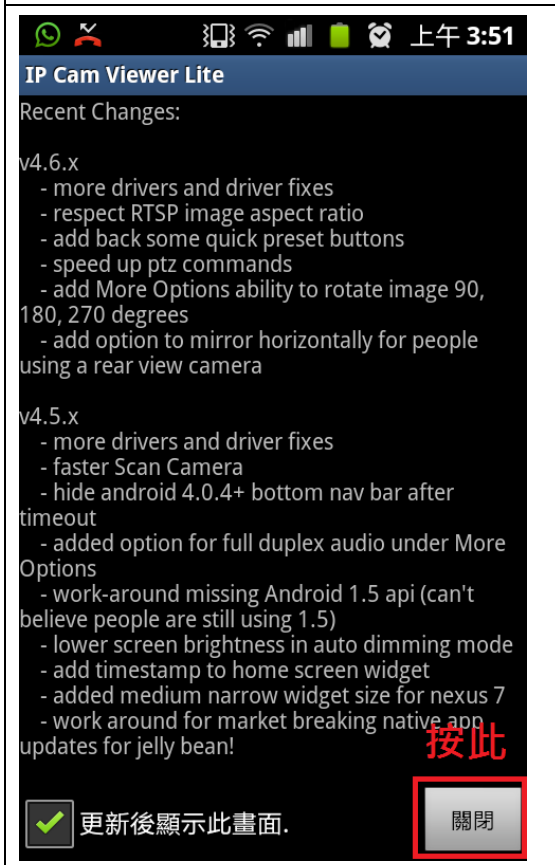 上午 3:51
IP Cam Viewer Lite
Recent Changes:
v4.6.x
- more drivers and driver fixes
- respect RTSP image aspect ratio
- add back some quick preset buttons
- speed up ptz commands
- add More Options ability to rotate image 90,
180, 270 degrees
- add option to mirror horizontally for people
using a rear view camera
v4.5.x
- more drivers and driver fixes
- faster Scan Camera
- hide android 4.0.4+ bottom nav bar after
timeout
- added option for full duplex audio under More
Options
- work-around missing Android 1.5 api (can't
believe people are still using 1.5)
- lower screen brightness in auto dimming mode
- add timestamp to home screen widget
- added medium narrow widget size for nexus 7
- work around for market breaking native app
updates for jelly bean!
按此
更新後顯示此畫面.
關閉